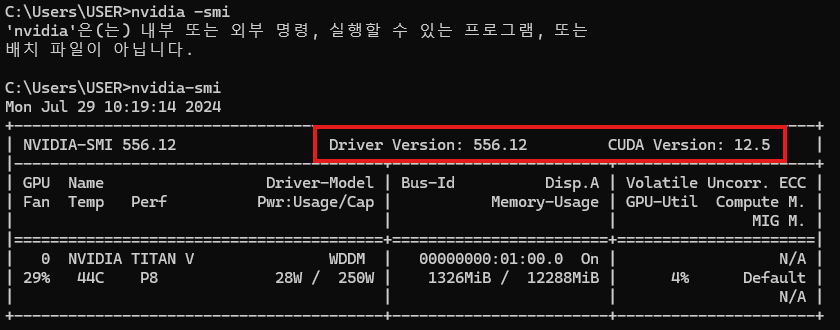 C:\Users\USER>nvidia -smi
'nvidia'은(는) 내부 또는 외부 명령, 실행할 수 있는 프로그램, 또는
배치 파일이 아닙니다.
C:\Users\USER>nvidia-smi
Mon Jul 29 10:19:14 2024
+-----------------------------------------------------------------------------------------+
| NVIDIA-SMI 556.12                 Driver Version: 556.12         CUDA Version: 12.5     |
|-----------------------------------------+------------------------+----------------------+
| GPU  Name                  Driver-Model | Bus-Id          Disp.A | Volatile Uncorr. ECC |
| Fan  Temp   Perf          Pwr:Usage/Cap |           Memory-Usage | GPU-Util  Compute M. |
|                                         |                        |               MIG M. |
|=========================================+========================+======================|
|   0  NVIDIA TITAN V               WDDM  |   00000000:01:00.0  On |                  N/A |
| 29%   44C    P8             28W /  250W |    1326MiB /  12288MiB |      4%      Default |
|                                         |                        |                  N/A |
+-----------------------------------------+------------------------+----------------------+